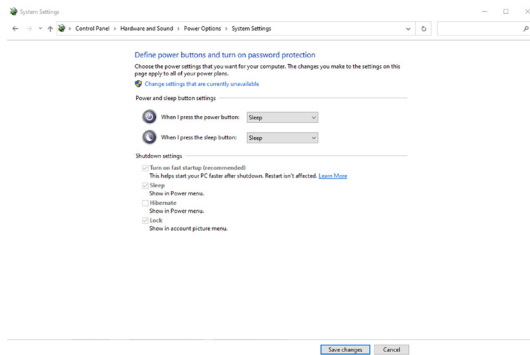 System Settings
Control Panel > Hardware and Sound > Power Options > System Settings
Define power buttons and turn on password protection
Choose the power settings that you want for your computer. The changes you make to the settings on this
page apply to all of your power plans.
Change settings that are currently unavailable
Power and sleep button settings
When I press the power button: Sleep
When I press the sleep button: Sleep
Shutdown settings
Turn on fast startup (recommended)
This helps start your PC faster after shutdown. Restart isn't affected. Learn More
Sleep
Show in Power menu.
Hibernate
Show in Power menu.
Lock
Show in account picture menu.
Save changes Cancel